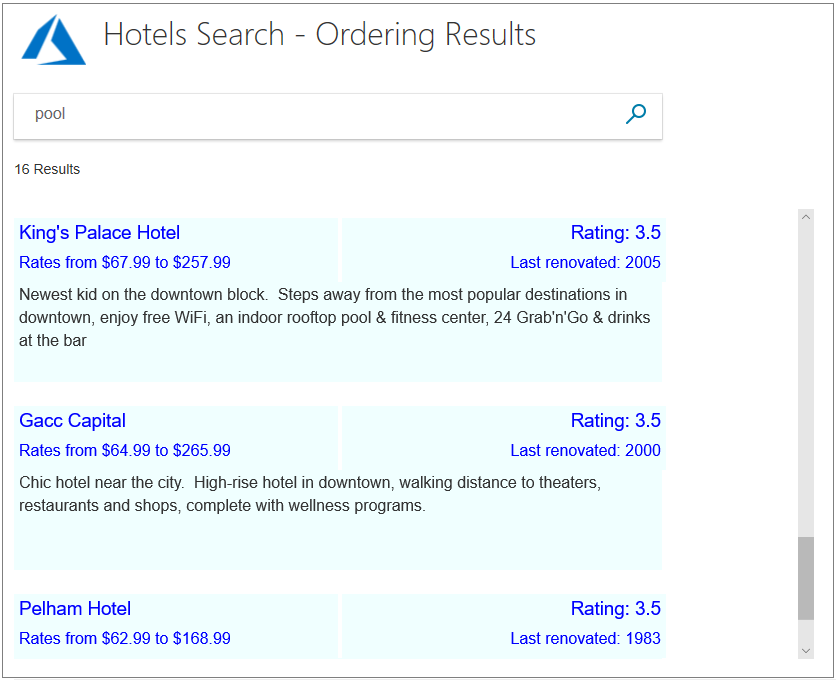 Hotels Search - Ordering Results
pool
16 Results
King's Palace Hotel Rating: 3.5
Rates from $67.99 to $257.99 Last renovated: 2005
Newest kid on the downtown block.  Steps away from the most popular destinations in
downtown, enjoy free WiFi, an indoor rooftop pool & fitness center, 24 Grab'n'Go & drinks
at the bar
Gacc Capital Rating: 3.5
Rates from $64.99 to $265.99 Last renovated: 2000
Chic hotel near the city.  High-rise hotel in downtown, walking distance to theaters,
restaurants and shops, complete with wellness programs.
Pelham Hotel Rating: 3.5
Rates from $62.99 to $168.99 Last renovated: 1983